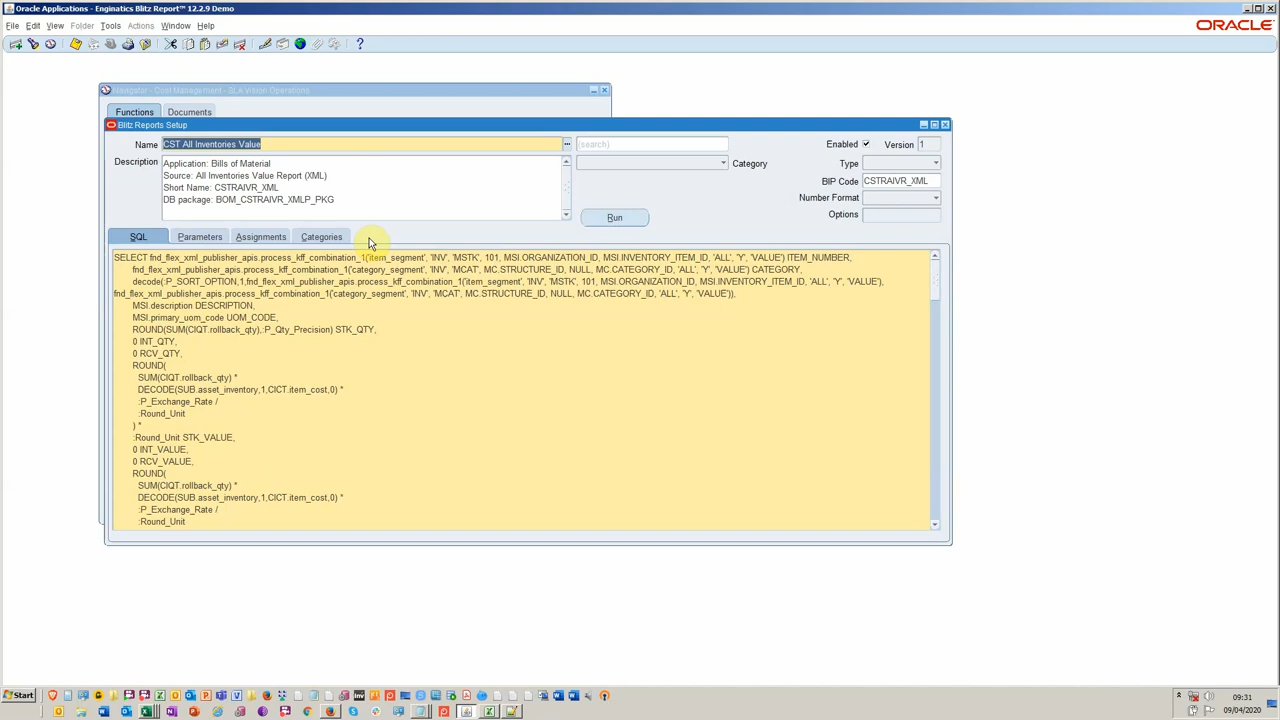 Oracle Applications - Enginatics Blitz Report™ 12.2.9 Demo
File Edit View Folder Tools Actions Window Help
ORACLE
Navigator - Cost Management - SLA Vision Operations
Functions Documents
Blitz Reports Setup
Name CST All Inventories Value (search) Enabled Version 1
Description Application: Bills of Material Category Type
Source: All Inventories Value Report (XML)
Short Name: CSTRAIVR_XML
DB package: BOM_CSTRAIVR_XMLP_PKG
BIP Code CSTRAIVR_XML
Number Format
Options
Run
SQL Parameters Assignments Categories
SELECT fnd_flex_xml_publisher_apis.process_kff_combination_1('item_segment', 'INV', 'MSTK', 101, MSI.ORGANIZATION_ID, MSI.INVENTORY_ITEM_ID, 'ALL', 'Y', 'VALUE') ITEM_NUMBER,
fnd_flex_xml_publisher_apis.process_kff_combination_1('category_segment', 'INV', 'MCAT', MC.STRUCTURE_ID, NULL, MC.CATEGORY_ID, 'ALL', 'Y', 'VALUE') CATEGORY,
decode(:P_SORT_OPTION,1,fnd_flex_xml_publisher_apis.process_kff_combination_1('item_segment', 'INV', 'MSTK', 101, MSI.ORGANIZATION_ID, MSI.INVENTORY_ITEM_ID, 'ALL', 'Y', 'VALUE'),
fnd_flex_xml_publisher_apis.process_kff_combination_1('category_segment', 'INV', 'MCAT', MC.STRUCTURE_ID, NULL, MC.CATEGORY_ID, 'ALL', 'Y', 'VALUE')),
MSI.description DESCRIPTION,
MSI.primary_uom_code UOM_CODE,
ROUND(SUM(CIQT.rollback_qty),:P_Qty_Precision) STK_QTY,
0 INT_QTY,
0 RCV_QTY,
ROUND(
SUM(CIQT.rollback_qty) *
DECODE(SUB.asset_inventory,1,CICT.item_cost,0) *
:P_Exchange_Rate /
:Round_Unit
) *
:Round_Unit STK_VALUE,
0 INT_VALUE,
0 RCV_VALUE,
ROUND(
SUM(CIQT.rollback_qty) *
DECODE(SUB.asset_inventory,1,CICT.item_cost,0) *
:P_Exchange_Rate /
:Round_Unit
Start
09:31
09/04/2020